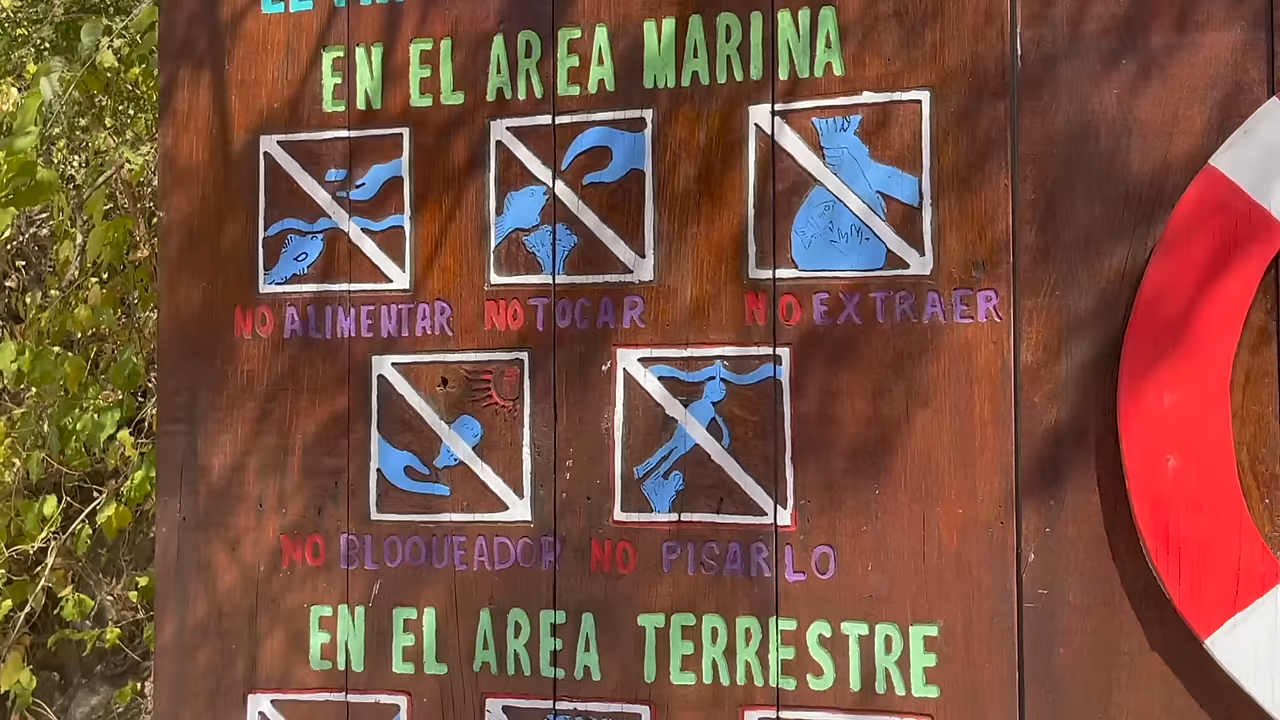 EN EL AREA MARINA
NO ALIMENTAR NO TOCAR NO EXTRAER
NO BLOQUEADOR NO PISARLO
EN EL AREA TERRESTRE